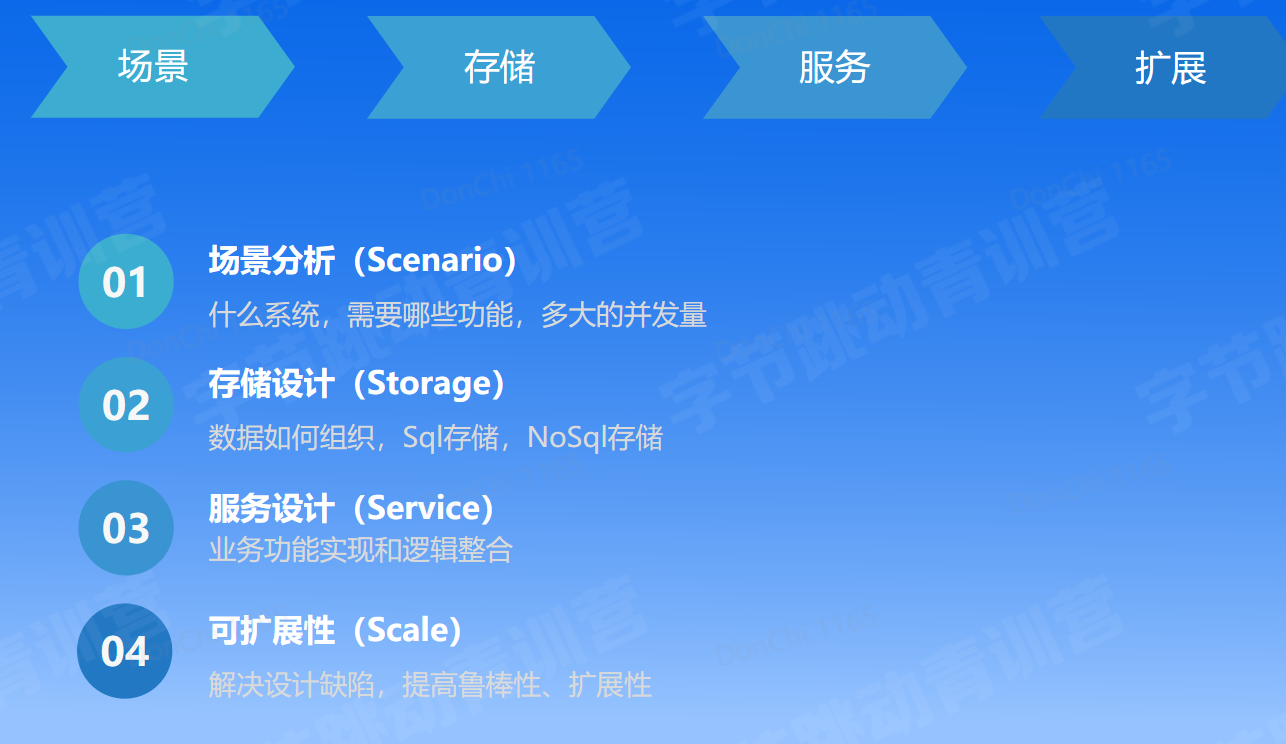 场景
存储
服务
扩展
01
场景分析（Scenario）
什么系统，需要哪些功能，多大的并发量
02
存储设计（Storage）
数据如何组织，Sql存储，NoSql存储
03
服务设计（Service）
业务功能实现和逻辑整合
04
可扩展性（Scale）
解决设计缺陷，提高鲁棒性、扩展性
字节跳动青训营
DonChi 1165